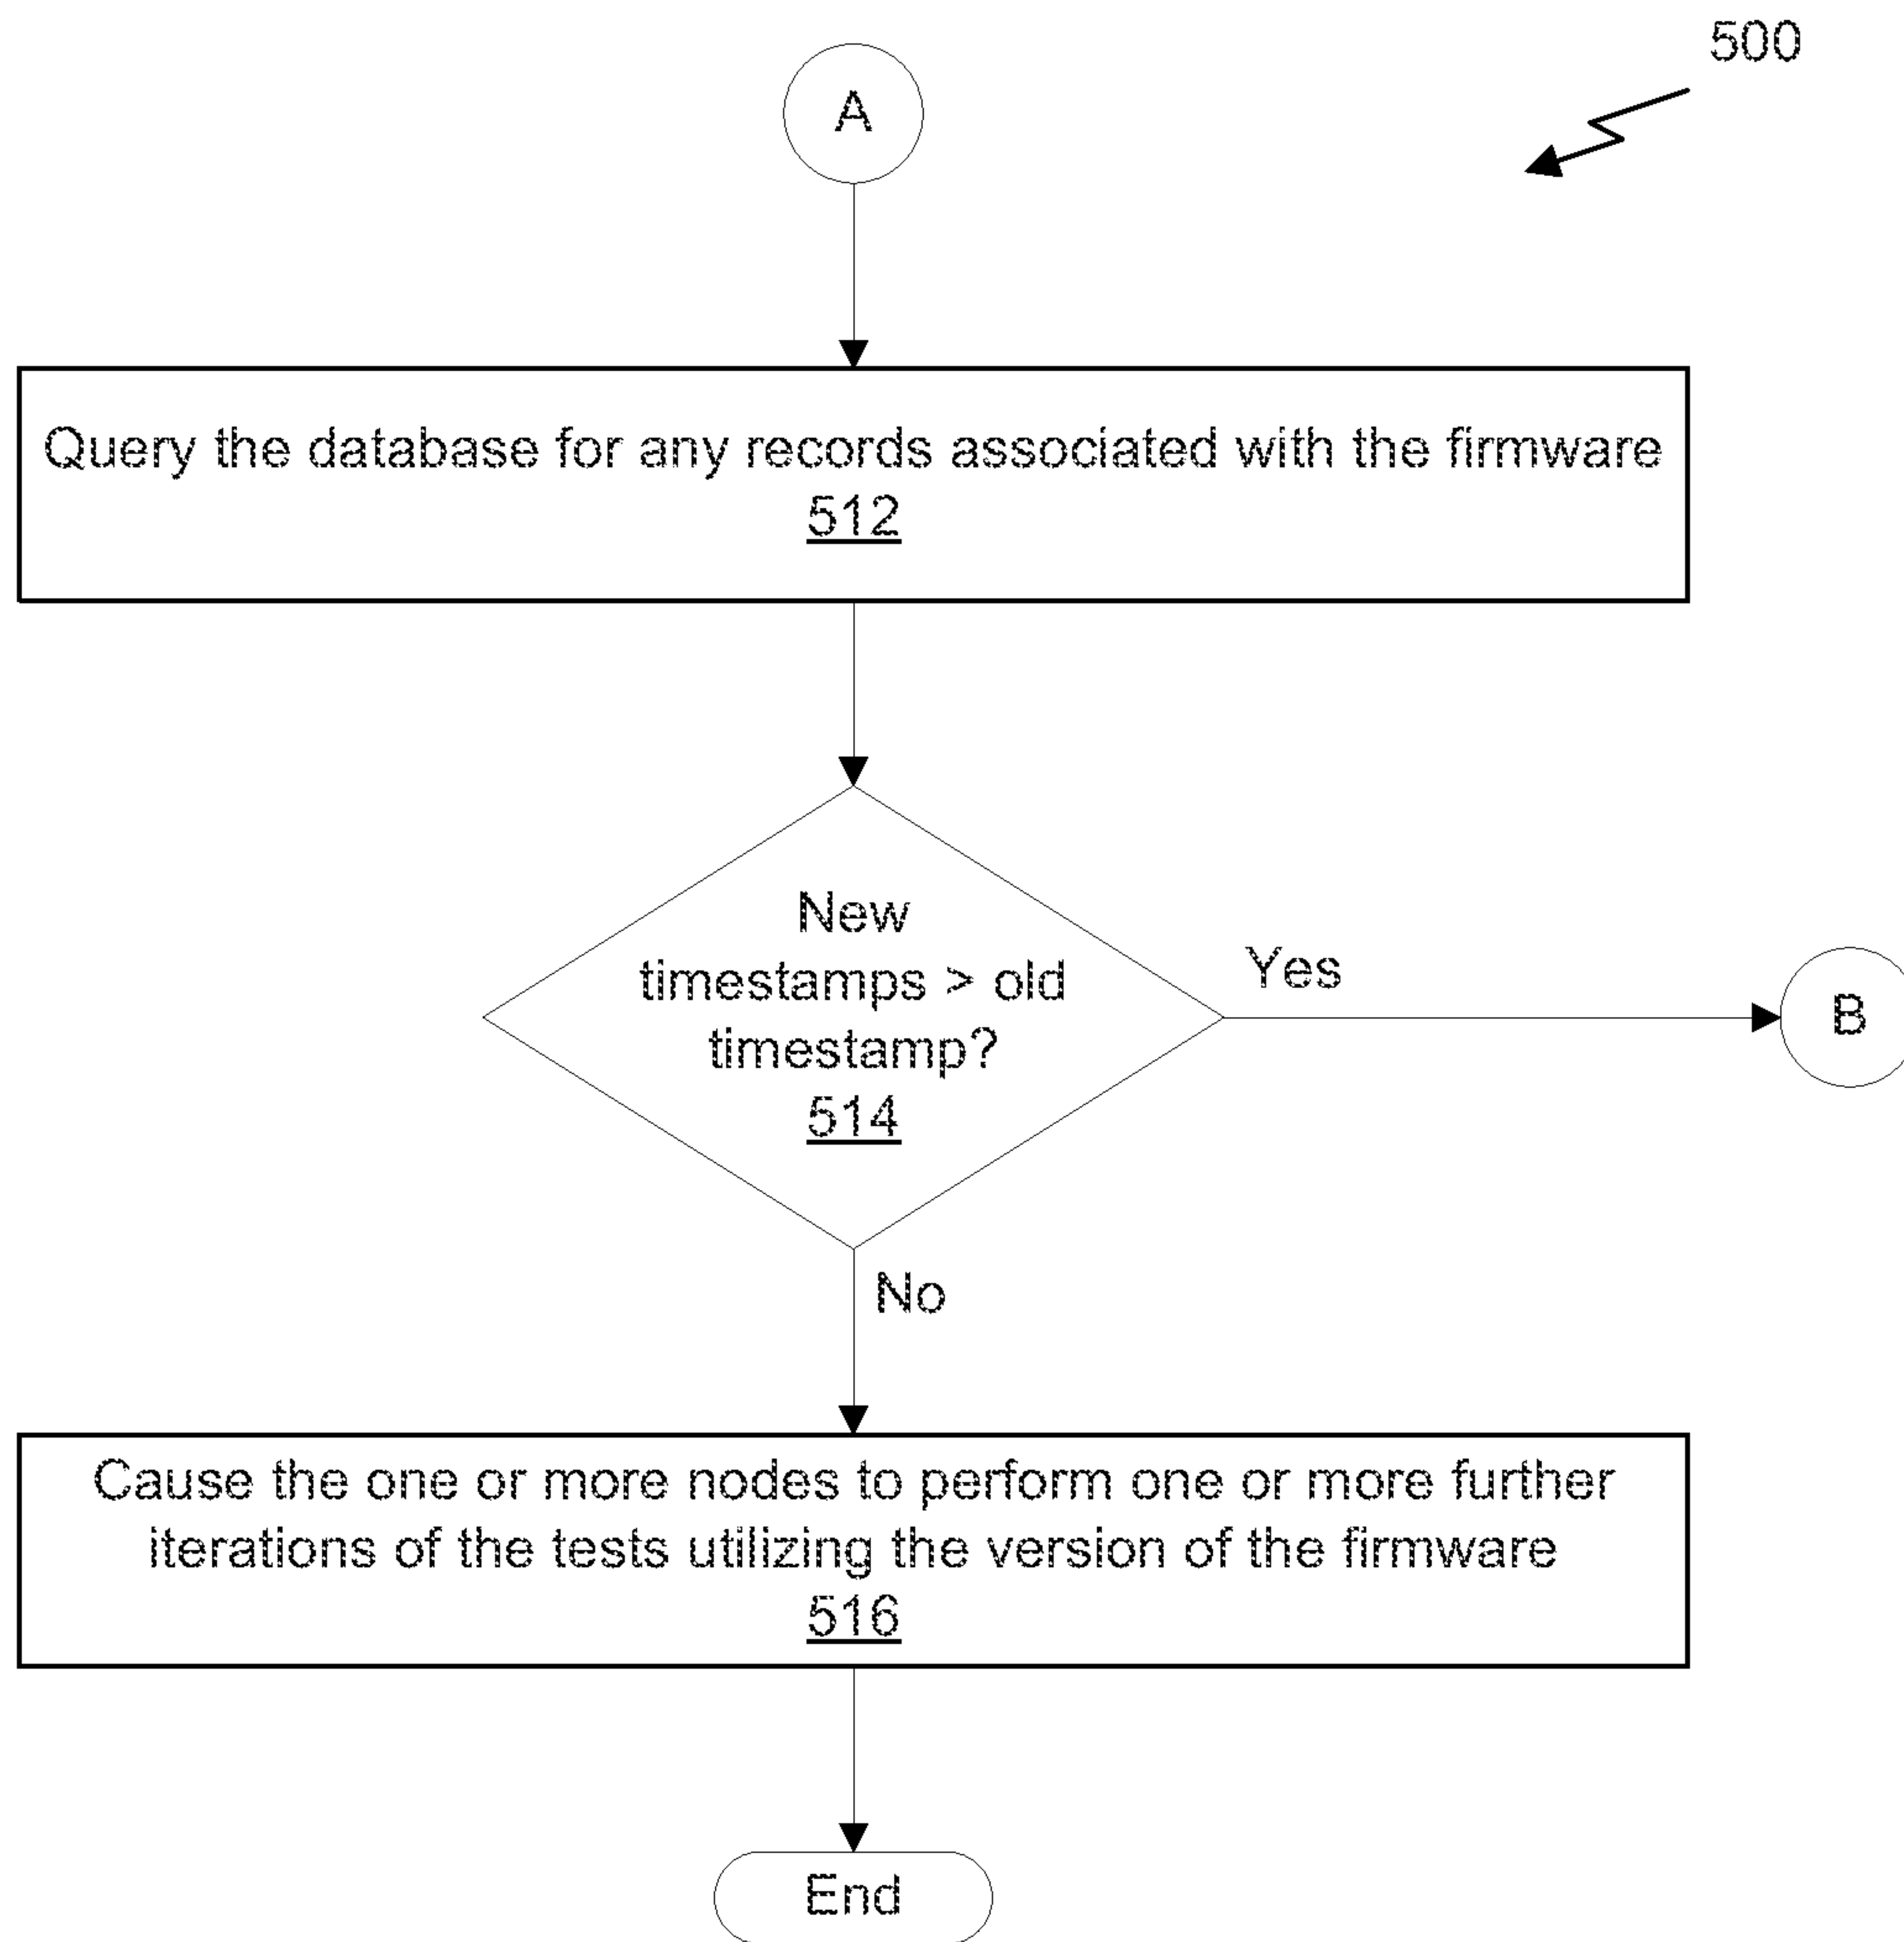 500
A
Query the database for any records associated with the firmware
512
New
timestamps > old
timestamp?
514
Yes
B
No
Cause the one or more nodes to perform one or more further
iterations of the tests utilizing the version of the firmware
516
End